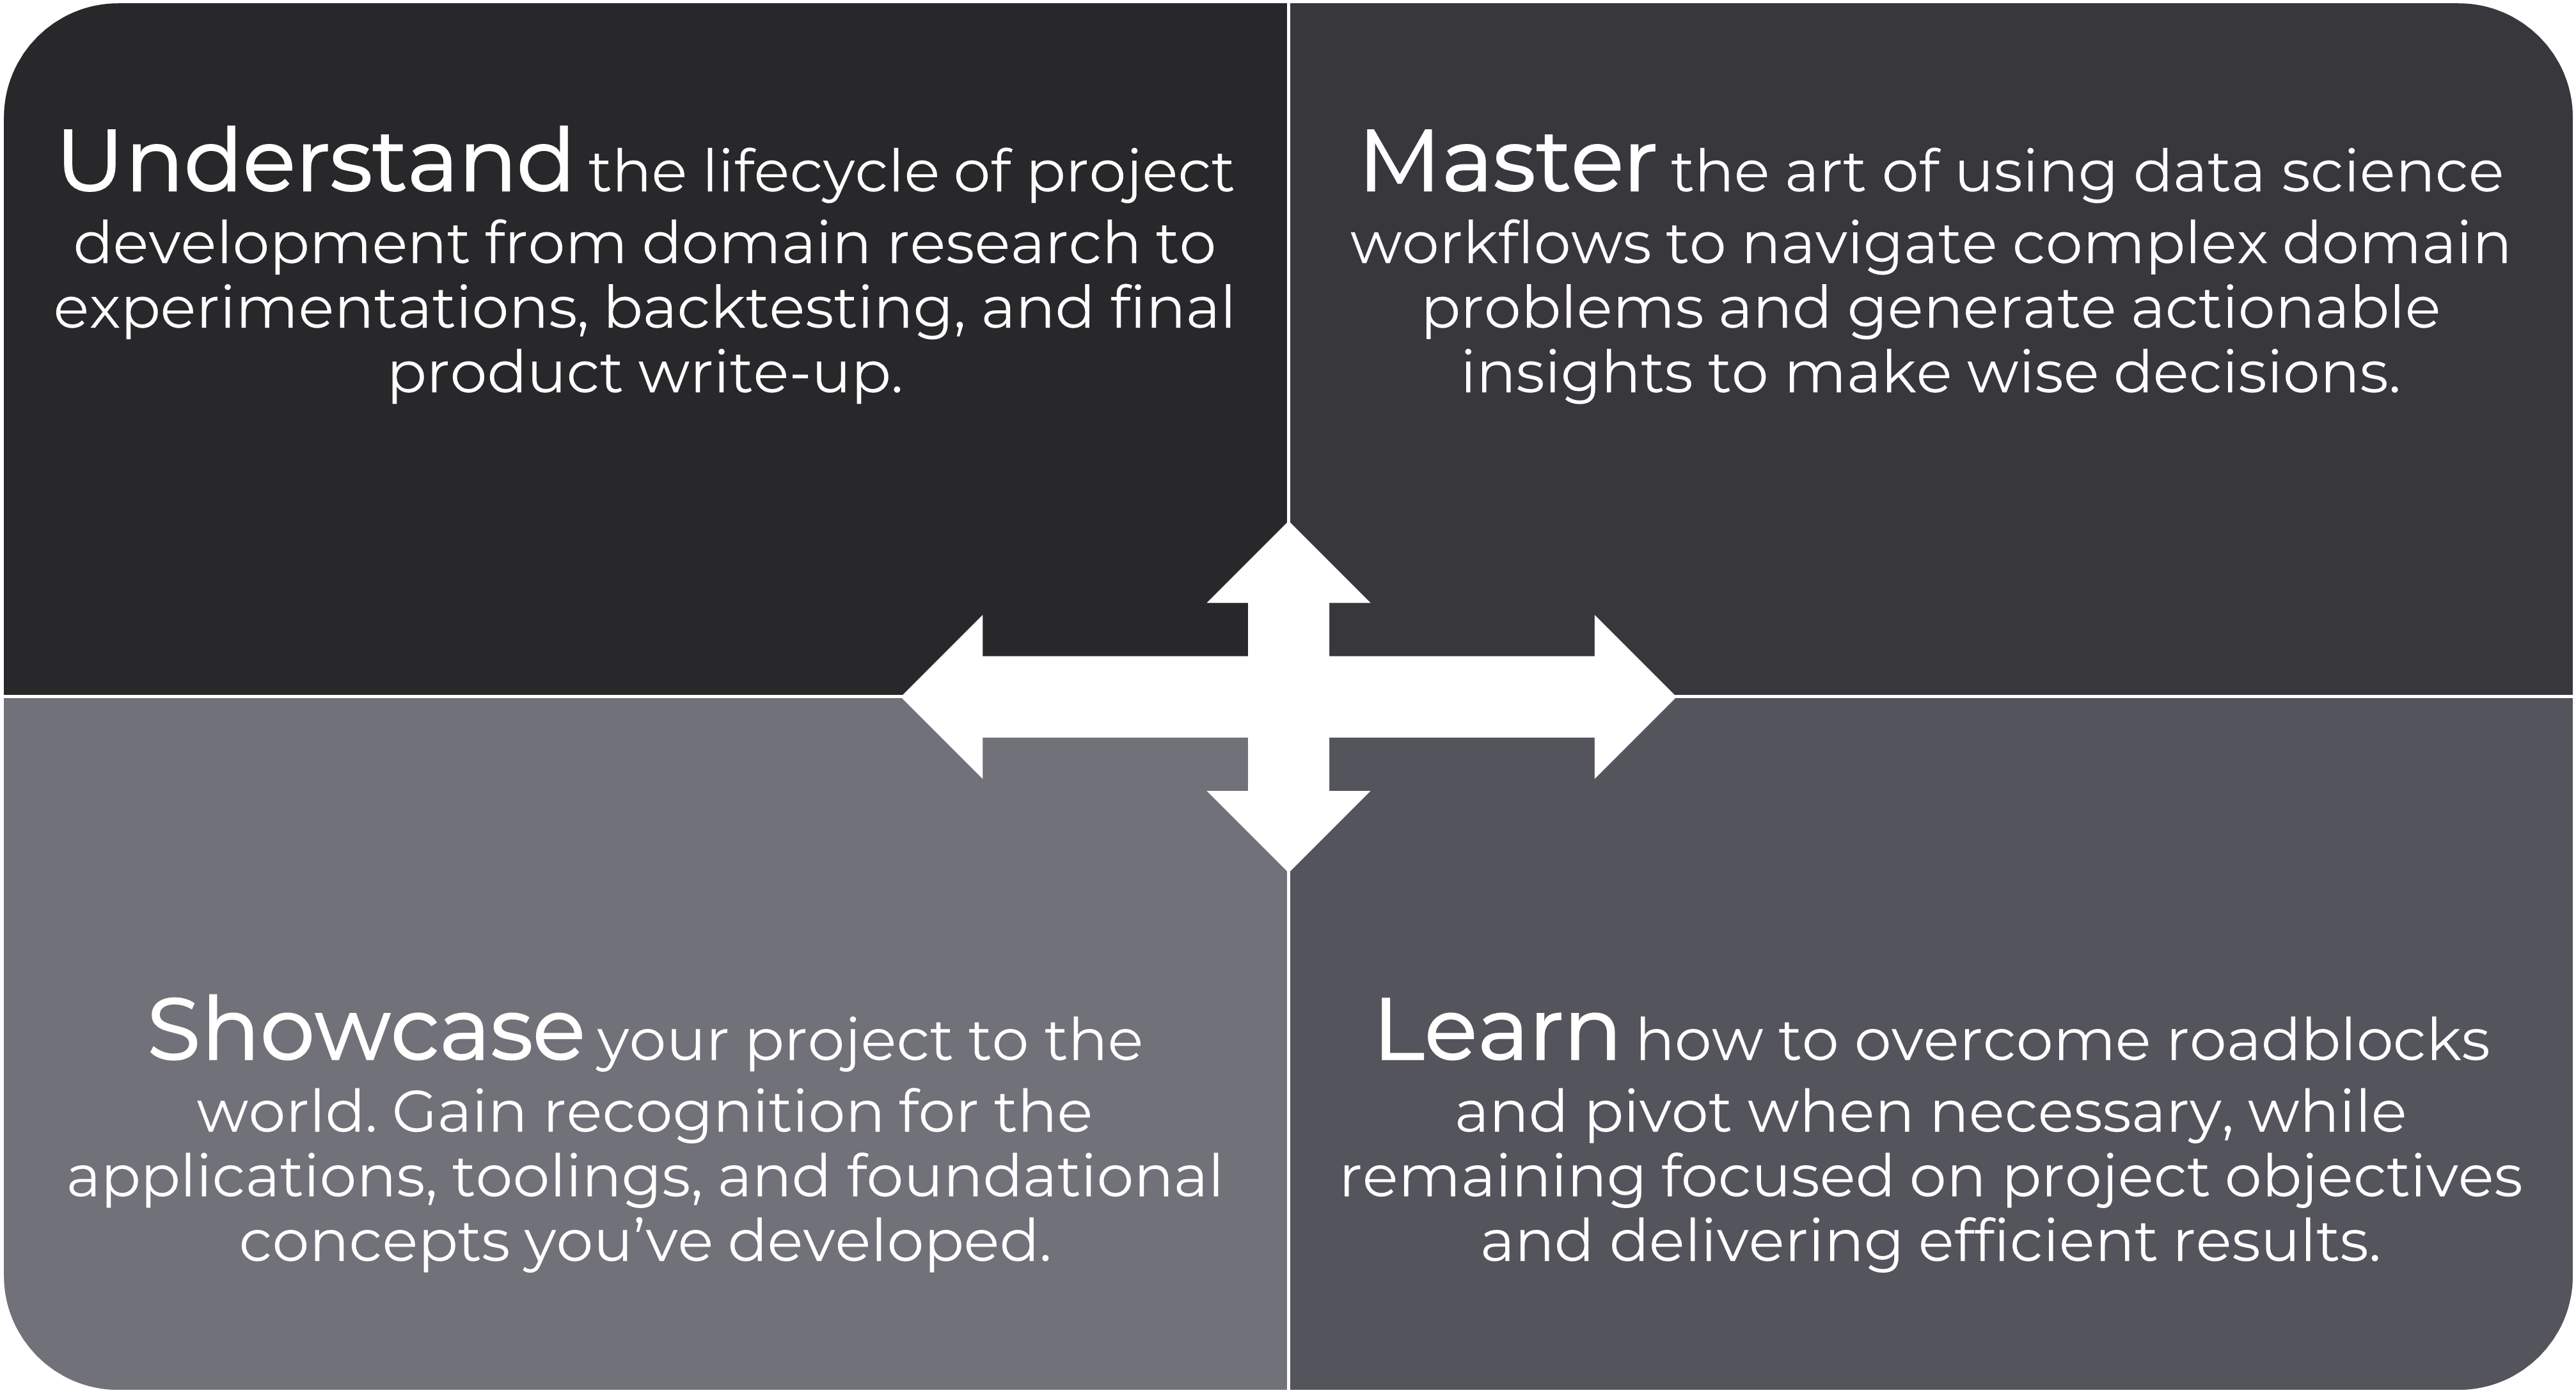 Understand the lifecycle of project
development from domain research to
experimentations, backtesting, and final
product write-up.
Master the art of using data science
workflows to navigate complex domain
problems and generate actionable
insights to make wise decisions.
Showcase your project to the
world. Gain recognition for the
applications, toolings, and foundational
concepts you’ve developed.
Learn how to overcome roadblocks
and pivot when necessary, while
remaining focused on project objectives
and delivering efficient results.